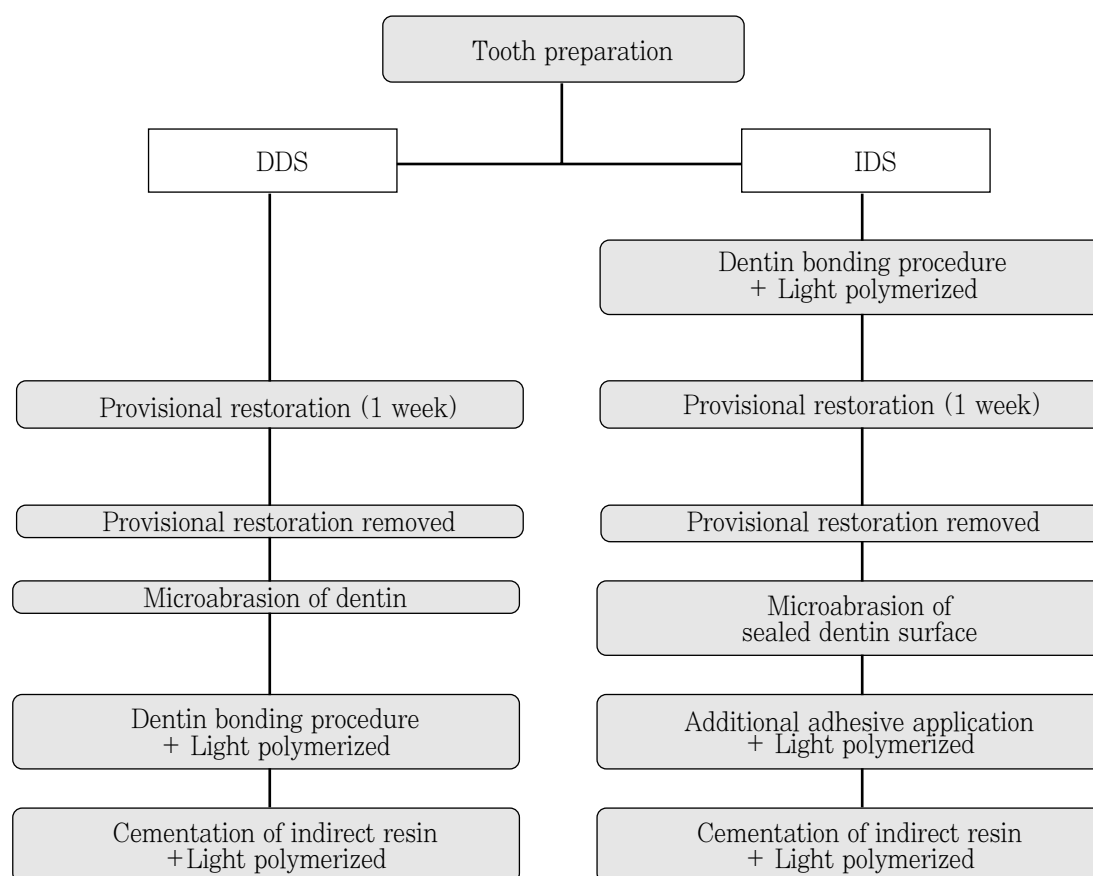 Tooth preparation
DDS
IDS
Dentin bonding procedure
+ Light polymerized
Provisional restoration (1 week)
Provisional restoration (1 week)
Provisional restoration removed
Provisional restoration removed
Microabrasion of dentin
Microabrasion of
sealed dentin surface
Dentin bonding procedure
+ Light polymerized
Additional adhesive application
+ Light polymerized
Cementation of indirect resin
+Light polymerized
Cementation of indirect resin
+ Light polymerized